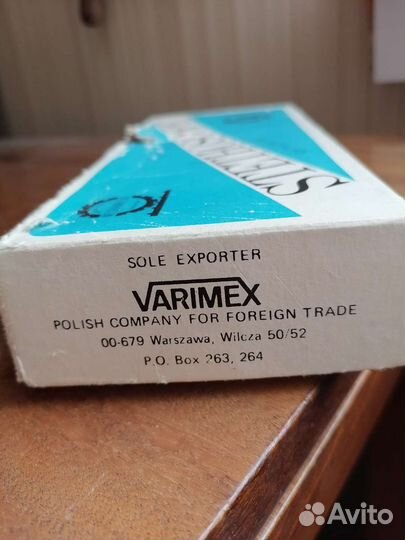 SOLE EXPORTER
VARIMEX
POLISH COMPANY FOR FOREIGN TRADE
00-679 Warszawa, Wilcza 50/52
P.O. Box 263, 264
Avito